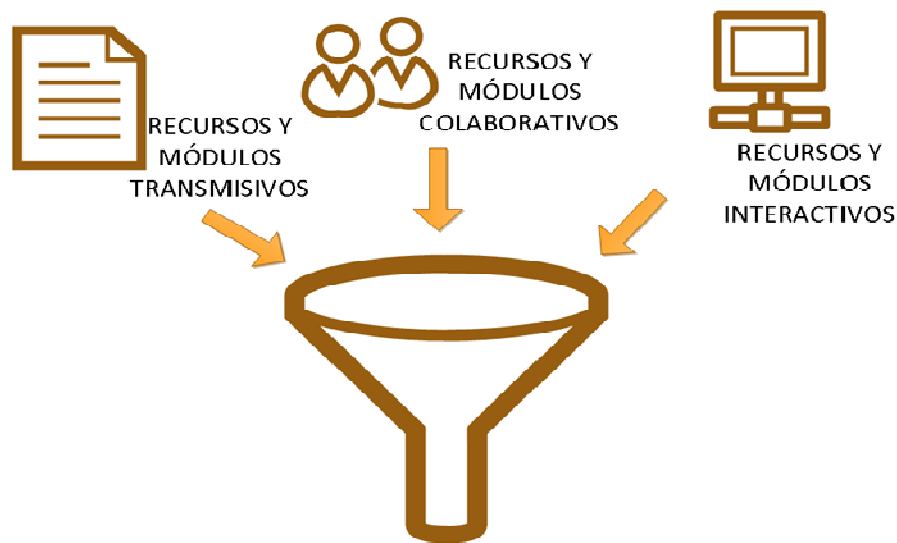 RECURSOS Y
MÓDULOS
TRANSMISIVOS
RECURSOS Y
MÓDULOS
COLABORATIVOS
RECURSOS Y
MÓDULOS
INTERACTIVOS